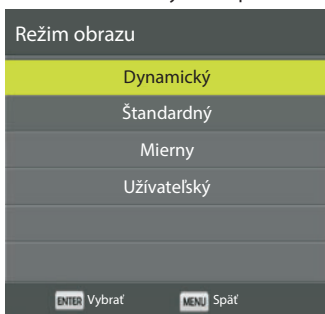 Režim obrazu
Dynamický
Štandardný
Mierny
Užívateľský
ENTER Vybrať MENU Späť